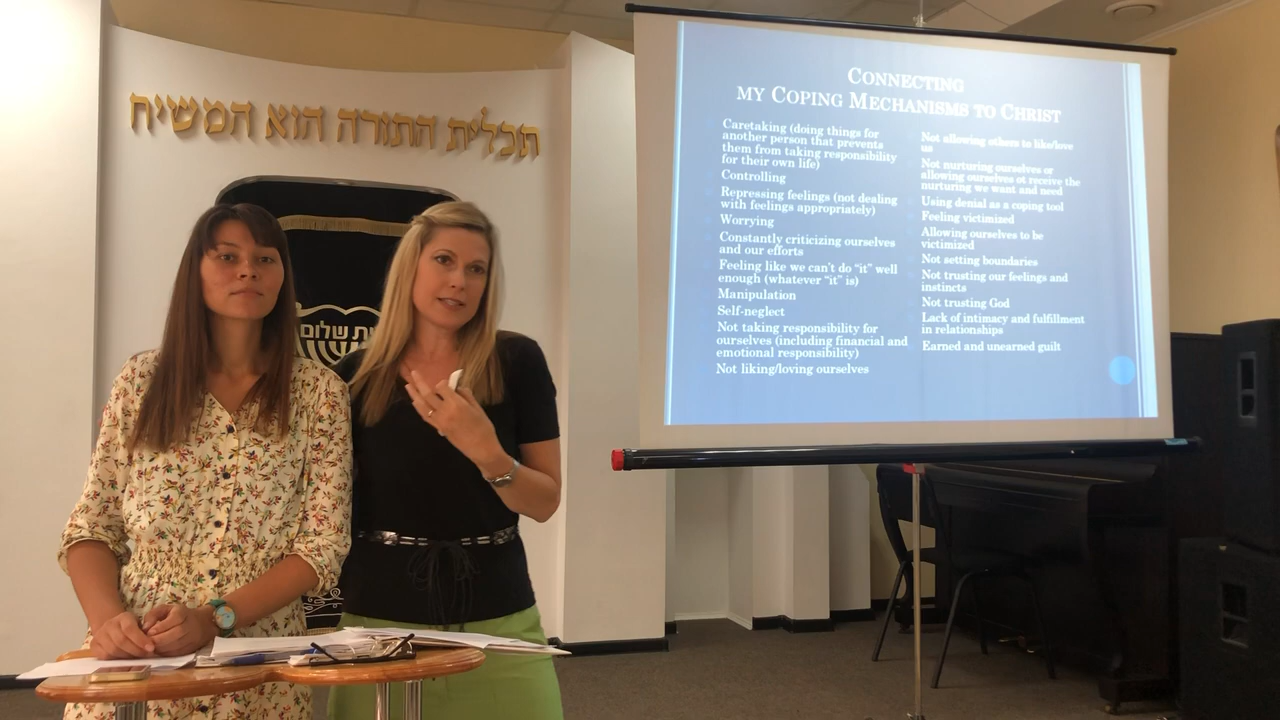 תכלית התורה הוא המשיח
ית שלום
CONNECTING
MY COPING MECHANISMS TO CHRIST
Caretaking (doing things for
another person that prevents
them from taking responsibility
for their own life)
Controlling
Repressing feelings (not dealing
with feelings appropriately)
Worrying
Constantly criticizing ourselves
and our efforts
Feeling like we can't do “it” well
enough (whatever “it” is)
Manipulation
Self-neglect
Not taking responsibility for
ourselves (including financial and
emotional responsibility)
Not liking/loving ourselves
Not allowing others to like/love
us
Not nurturing ourselves or
allowing ourselves ot receive the
nurturing we want and need
Using denial as a coping tool
Feeling victimized
Allowing ourselves to be
victimized
Not setting boundaries
Not trusting our feelings and
instincts
Not trusting God
Lack of intimacy and fulfillment
in relationships
Earned and unearned guilt